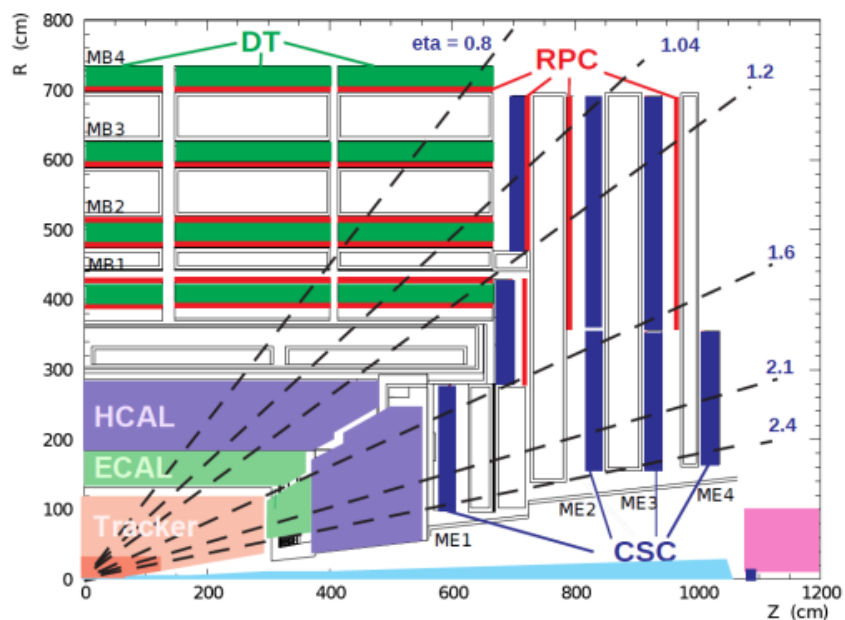 R (cm)
800
700
600
500
400
300
200
100
0
MB4
DT
eta = 0.8
1.04
RPC
1.2
MB3
MB2
MB1
1.6
2.1
2.4
HCAL
ECAL
Tracker
ME1
ME2
ME3
ME4
CSC
0
200
400
600
800
1000
1200
Z (cm)